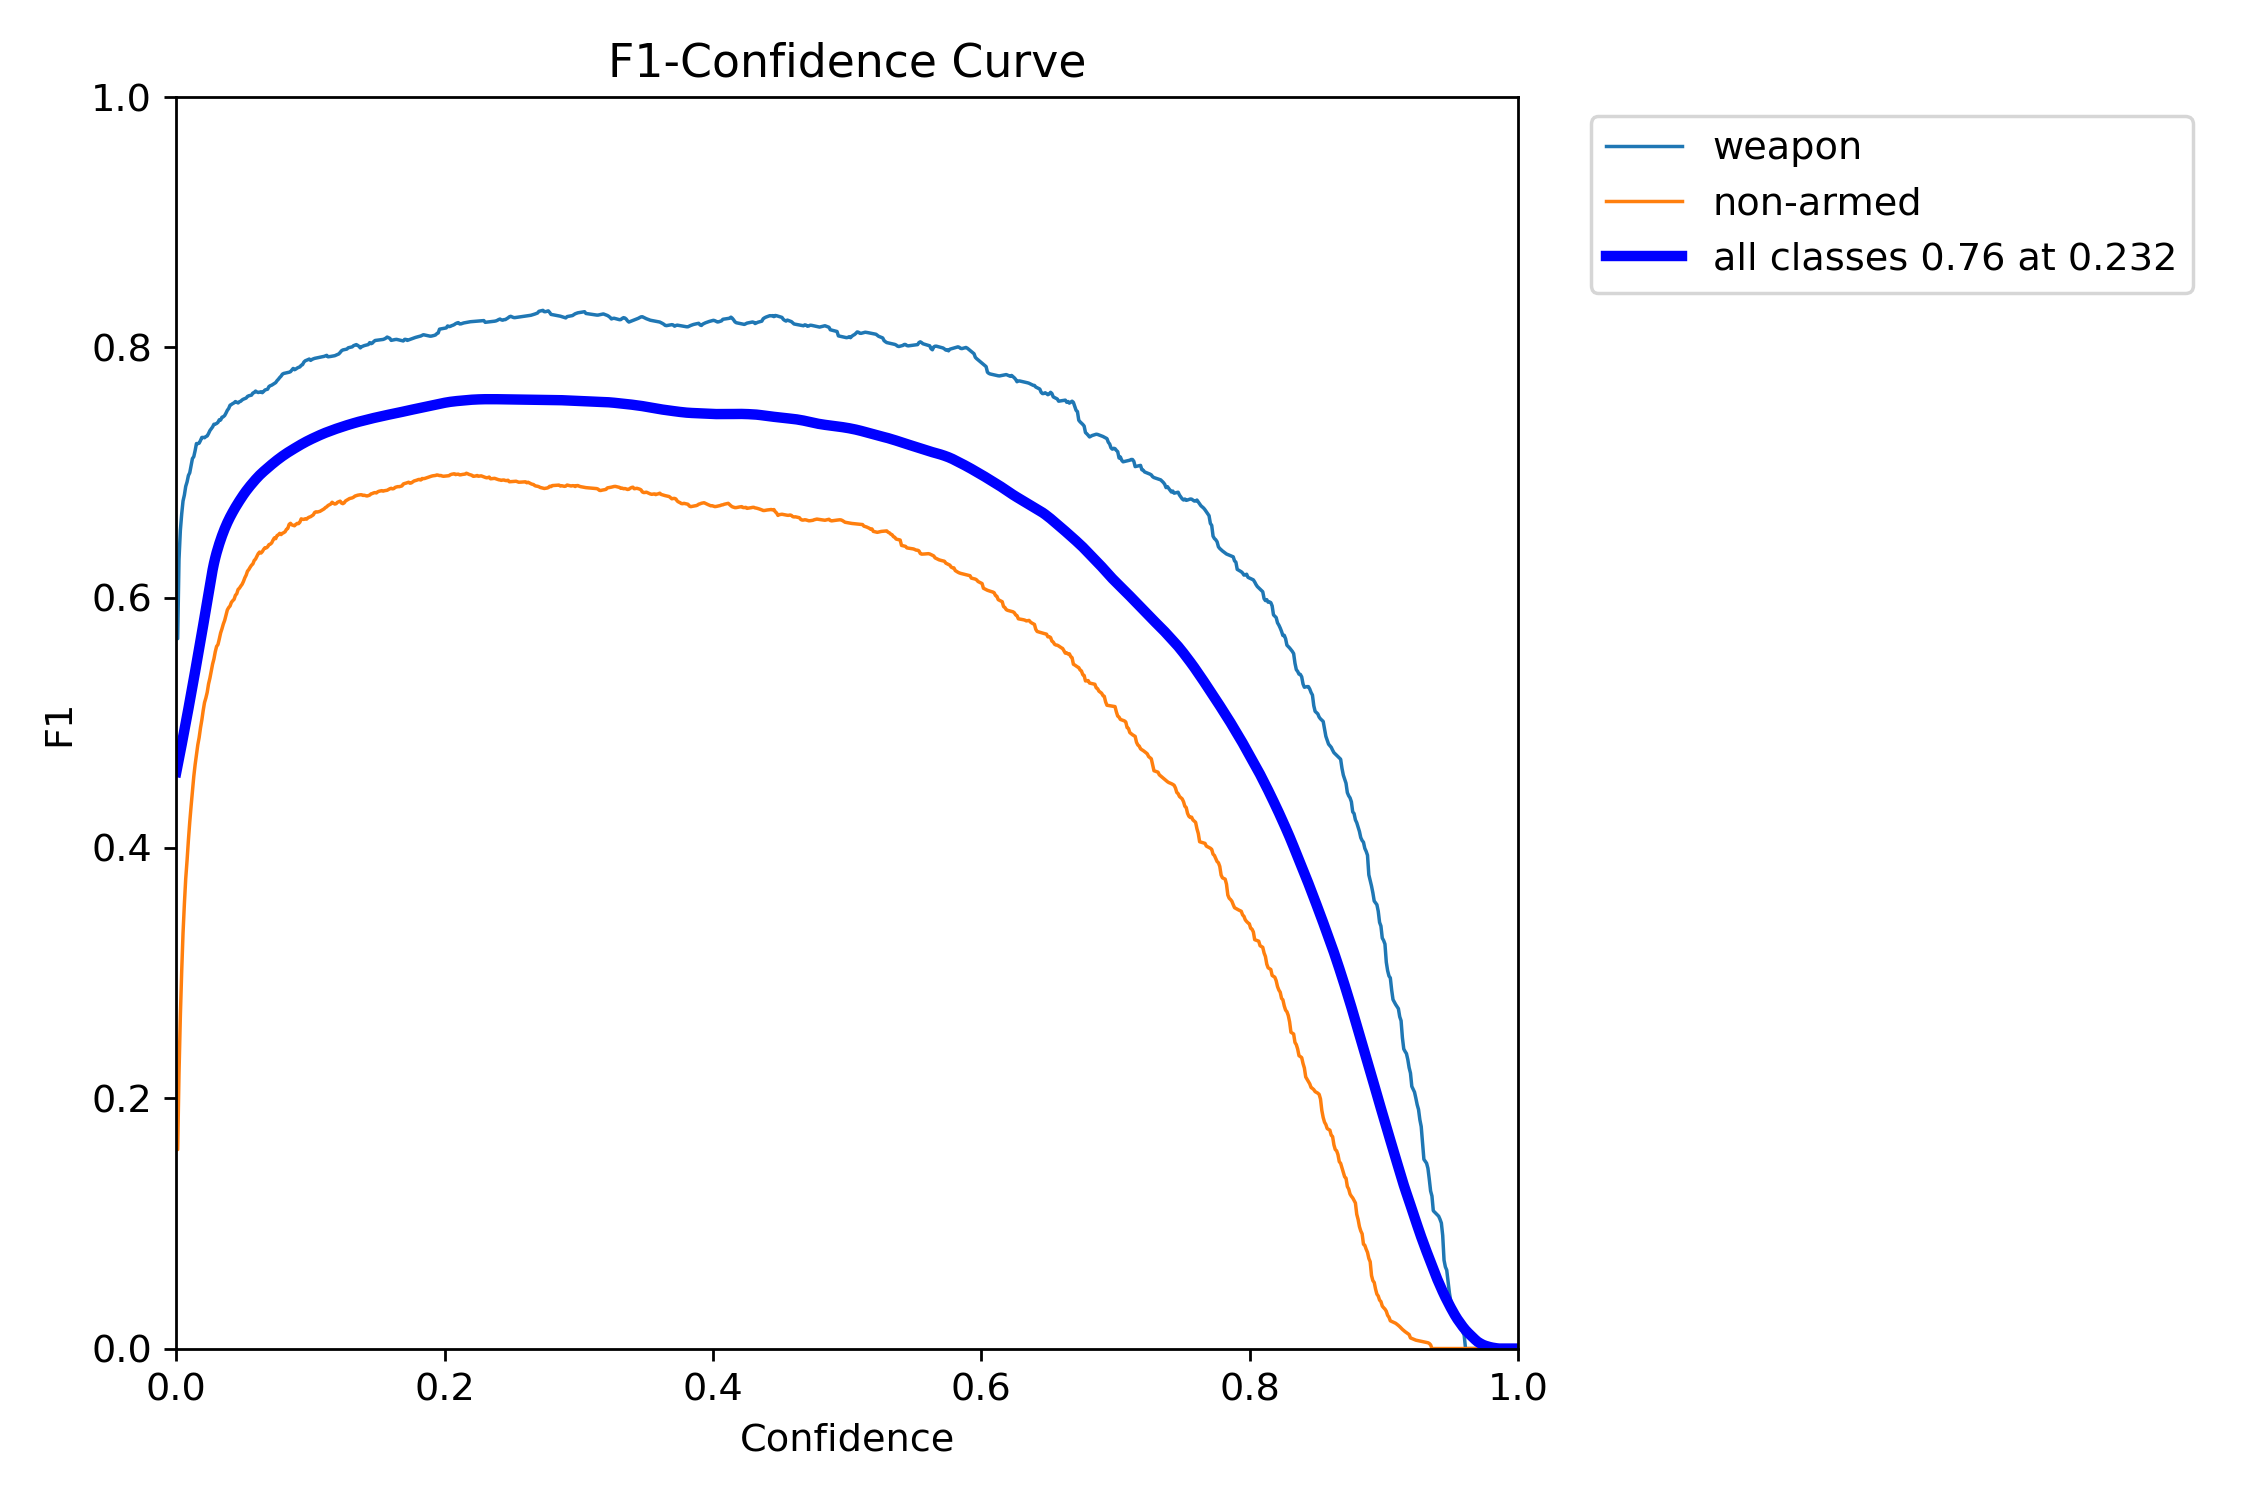 F1-Confidence Curve
1.0
0.8
0.6
0.4
0.2
0.0
F1
0.0 0.2 0.4 0.6 0.8 1.0
Confidence
weapon
non-armed
all classes 0.76 at 0.232